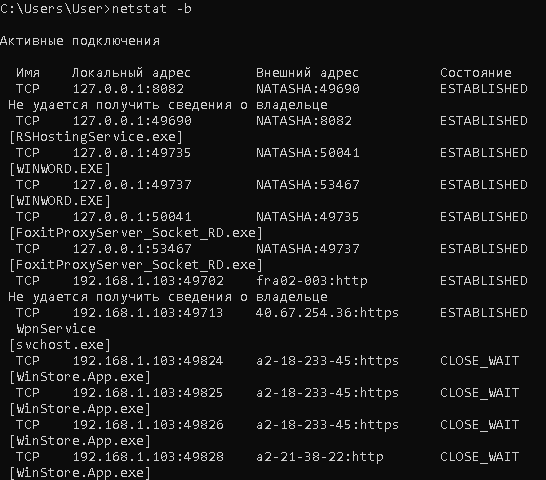 C:\Users\User>netstat -b
Активные подключения
Имя Локальный адрес Внешний адрес Состояние
TCP 127.0.0.1:8082 NATASHA:49690 ESTABLISHED
Не удается получить сведения о владельце
TCP 127.0.0.1:49690 NATASHA:8082 ESTABLISHED
[RSHostingService.exe]
TCP 127.0.0.1:49735 NATASHA:50041 ESTABLISHED
[WINWORD.EXE]
TCP 127.0.0.1:49737 NATASHA:53467 ESTABLISHED
[WINWORD.EXE]
TCP 127.0.0.1:50041 NATASHA:49735 ESTABLISHED
[FoxitProxyServer_Socket_RD.exe]
TCP 127.0.0.1:53467 NATASHA:49737 ESTABLISHED
[FoxitProxyServer_Socket_RD.exe]
TCP 192.168.1.103:49702 fra02-003:http ESTABLISHED
Не удается получить сведения о владельце
TCP 192.168.1.103:49713 40.67.254.36:https ESTABLISHED
WpnService
[svchost.exe]
TCP 192.168.1.103:49824 a2-18-233-45:https CLOSE_WAIT
[WinStore.App.exe]
TCP 192.168.1.103:49825 a2-18-233-45:https CLOSE_WAIT
[WinStore.App.exe]
TCP 192.168.1.103:49826 a2-18-233-45:https CLOSE_WAIT
[WinStore.App.exe]
TCP 192.168.1.103:49828 a2-21-38-22:http CLOSE_WAIT
[WinStore.App.exe]